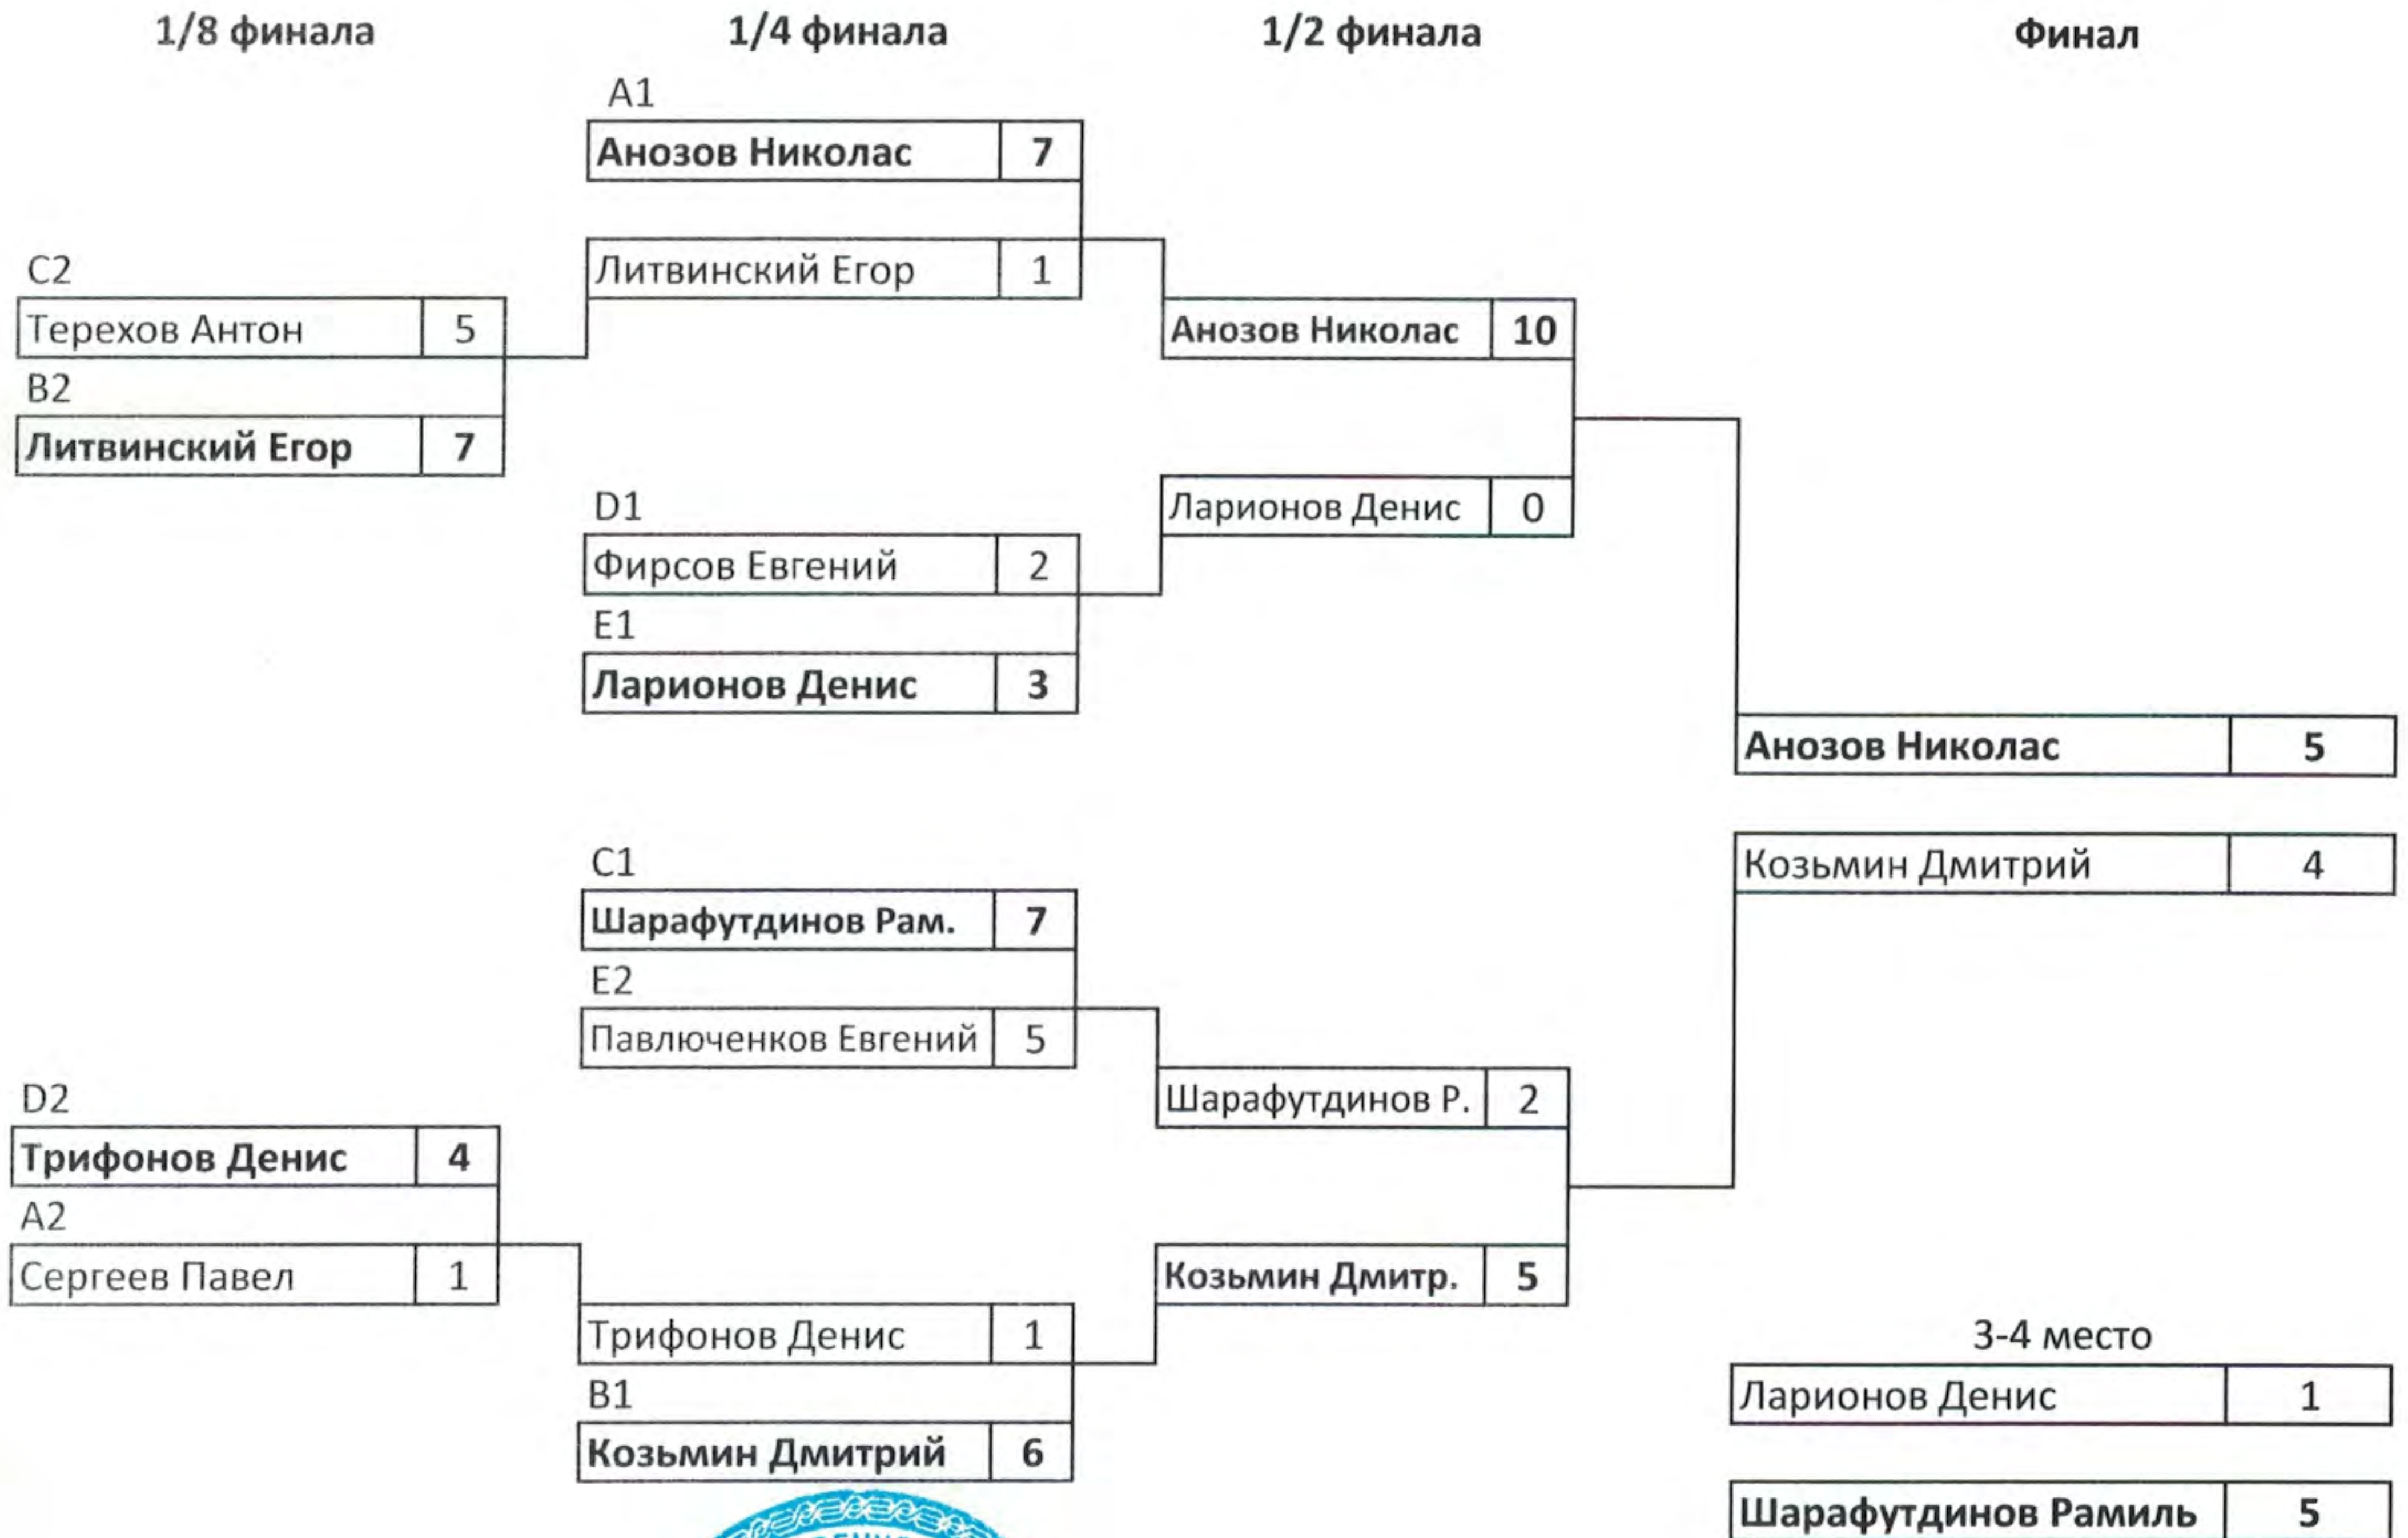 1/8 финала
1/4 финала
1/2 финала
Финал
A1
Анозов Николас 7
Литвинский Егор 1
C2
Терехов Антон 5
B2
Литвинский Егор 7
Анозов Николас 10
Ларионов Денис 0
D1
Фирсов Евгений 2
E1
Ларионов Денис 3
Анозов Николас 5
Козьмин Дмитрий 4
C1
Шарафутдинов Рам. 7
E2
Павлюченков Евгений 5
D2
Трифонов Денис 4
A2
Сергеев Павел 1
Шарафутдинов Р. 2
Козьмин Дмитр. 5
Трифонов Денис 1
B1
Козьмин Дмитрий 6
3-4 место
Ларионов Денис 1
Шарафутдинов Рамиль 5